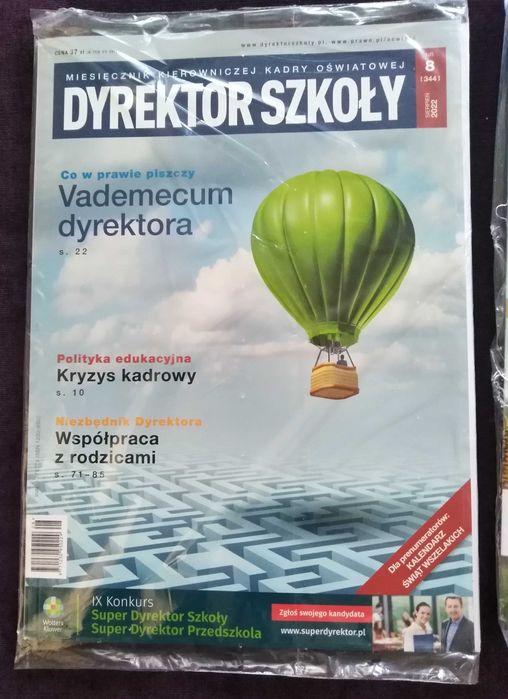 CENA 37 zł
www.dyrektorszkoly.pl, www.prawo.pl/oswiata
MIESIĘCZNIK KIEROWNICZEJ KADRY OŚWIATOWEJ
DYREKTOR SZKOŁY
8
(344)
SIERPIEŃ
2022
Co w prawie piszczy
Vademecum
dyrektora
s. 22
Polityka edukacyjna
Kryzys kadrowy
s. 10
Niezbędnik Dyrektora
Współpraca
z rodzicami
s. 71-85
Dla prenumeratorów:
KALENDARZ
ŚWIĄT WSZELAKICH
Wolters
Kluwer
IX Konkurs
Super Dyrektor Szkoły
Super Dyrektor Przedszkola
Zgłoś swojego kandydata
www.superdyrektor.pl